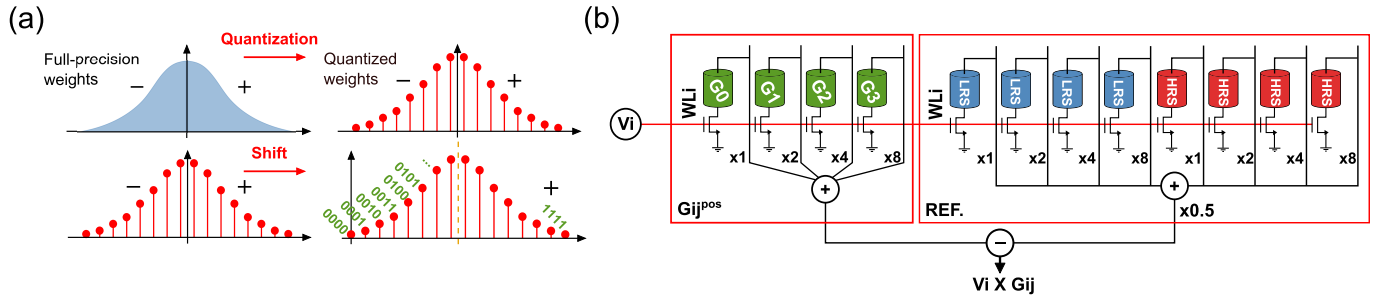 (a)
Full-precision
weights
Quantization
Quantized
weights
−
+
−
+
Shift
−
+
0000
0001
0010
0011
0100
0101
...
+
1111
(b)
Vi
WLi
G0
G1
G2
G3
x1
x2
x4
x8
+
Gij^pos
WLi
LRS
LRS
LRS
LRS
HRS
HRS
HRS
HRS
x1
x2
x4
x8
x1
x2
x4
x8
+
x0.5
REF.
−
Vi X Gij